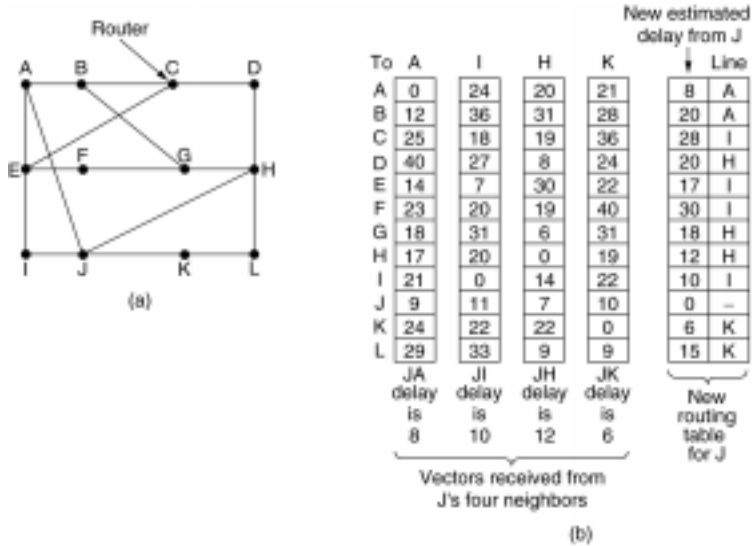 Router
A B C D
E F G H
I J K L
(a)
New estimated
delay from J
To A I H K Line
A 0 24 20 21 8 A
B 12 36 31 28 20 A
C 25 18 19 36 28 I
D 40 27 8 24 20 H
E 14 7 30 22 17 I
F 23 20 19 40 30 I
G 18 31 6 31 18 H
H 17 20 0 19 12 H
I 21 0 14 22 10 I
J 9 11 7 10 0 –
K 24 22 22 0 6 K
L 29 33 9 9 15 K
JA delay is 8
JI delay is 10
JH delay is 12
JK delay is 6
New
routing
table
for J
Vectors received from
J's four neighbors
(b)